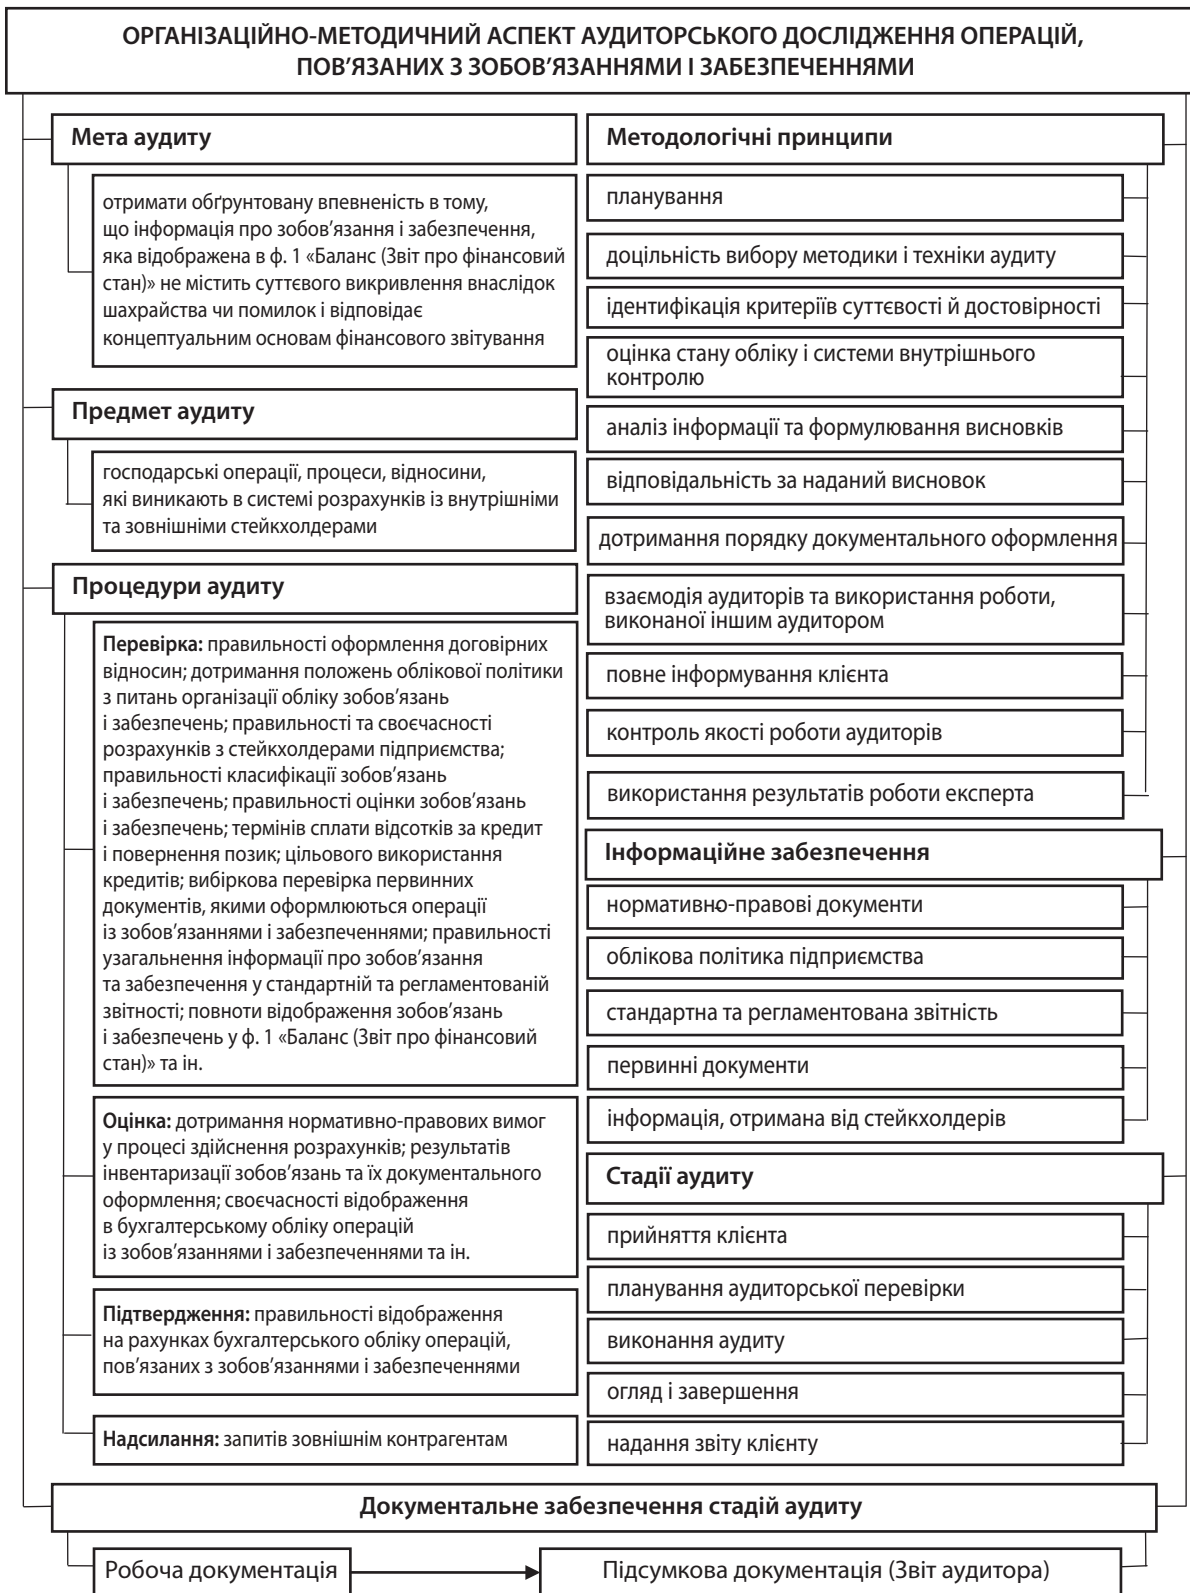 ОРГАНІЗАЦІЙНО-МЕТОДИЧНИЙ АСПЕКТ АУДИТОРСЬКОГО ДОСЛІДЖЕННЯ ОПЕРАЦІЙ,
ПОВ'ЯЗАНИХ З ЗОБОВ'ЯЗАННЯМИ І ЗАБЕЗПЕЧЕННЯМИ
Мета аудиту
отримати обґрунтовану впевненість в тому,
що інформація про зобов'язання і забезпечення,
яка відображена в ф. 1 «Баланс (Звіт про фінансовий
стан)» не містить суттєвого викривлення внаслідок
шахрайства чи помилок і відповідає
концептуальним основам фінансового звітування
Предмет аудиту
господарські операції, процеси, відносини,
які виникають в системі розрахунків із внутрішніми
та зовнішніми стейкхолдерами
Процедури аудиту
Перевірка: правильності оформлення договірних
відносин; дотримання положень облікової політики
з питань організації обліку зобов'язань
і забезпечень; правильності та своєчасності
розрахунків з стейкхолдерами підприємства;
правильності класифікації зобов'язань
і забезпечень; правильності оцінки зобов'язань
і забезпечень; термінів сплати відсотків за кредит
і повернення позик; цільового використання
кредитів; вибіркова перевірка первинних
документів, якими оформлюються операції
із зобов'язаннями і забезпеченнями; правильності
узагальнення інформації про зобов'язання
та забезпечення у стандартній та регламентованій
звітності; повноти відображення зобов'язань
і забезпечень у ф. 1 «Баланс (Звіт про фінансовий
стан)» та ін.
Оцінка: дотримання нормативно-правових вимог
у процесі здійснення розрахунків; результатів
інвентаризації зобов'язань та їх документального
оформлення; своєчасності відображення
в бухгалтерському обліку операцій
із зобов'язаннями і забезпеченнями та ін.
Підтвердження: правильності відображення
на рахунках бухгалтерського обліку операцій,
пов'язаних з зобов'язаннями і забезпеченнями
Надсилання: запитів зовнішнім контрагентам
Методологічні принципи
планування
доцільність вибору методики і техніки аудиту
ідентифікація критеріїв суттєвості й достовірності
оцінка стану обліку і системи внутрішнього
контролю
аналіз інформації та формулювання висновків
відповідальність за наданий висновок
дотримання порядку документального оформлення
взаємодія аудиторів та використання роботи,
виконаної іншим аудитором
повне інформування клієнта
контроль якості роботи аудиторів
використання результатів роботи експерта
Інформаційне забезпечення
нормативно-правові документи
облікова політика підприємства
стандартна та регламентована звітність
первинні документи
інформація, отримана від стейкхолдерів
Стадії аудиту
прийняття клієнта
планування аудиторської перевірки
виконання аудиту
огляд і завершення
надання звіту клієнту
Документальне забезпечення стадій аудиту
Робоча документація
Підсумкова документація (Звіт аудитора)